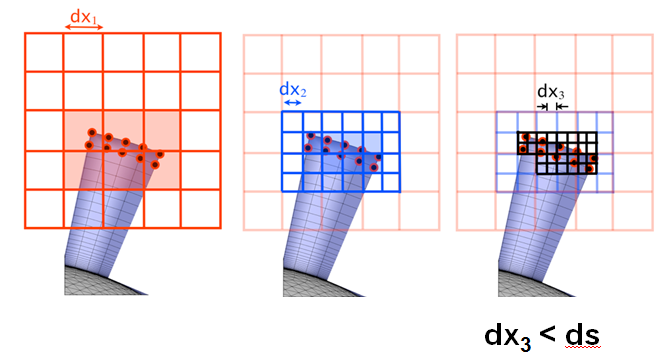 dx₁
dx₂
dx₃
dx₃ < ds